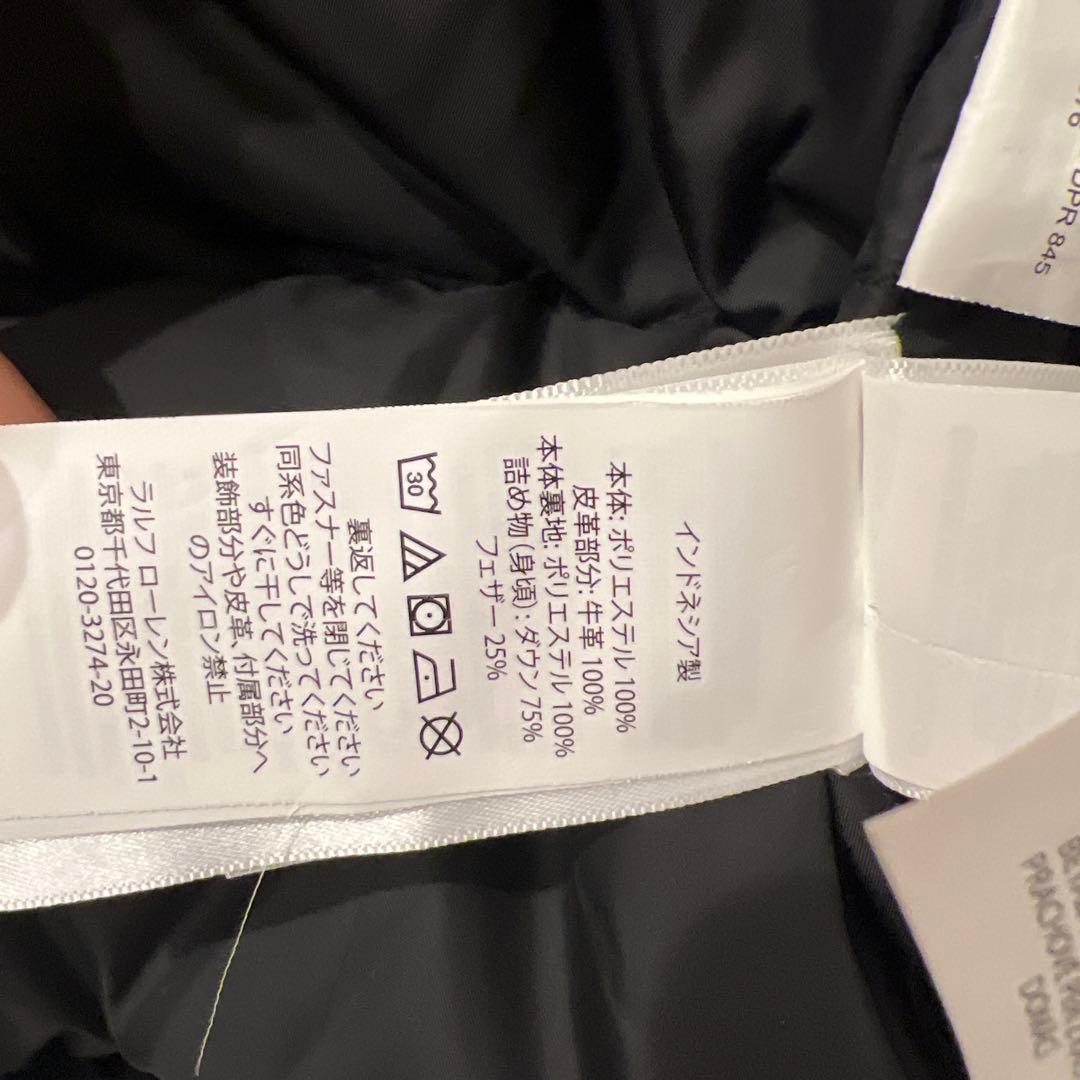 インドネシア製
本体: ポリエステル 100%
皮革部分: 牛革 100%
本体裏地: ポリエステル 100%
詰め物 (身頃) : ダウン 75%
フェザー 25%
30
裏返してください
ファスナー等を閉じてください
同系色どうしで洗ってください
すぐに干してください
装飾部分や皮革、付属部分へ
のアイロン禁止
ラルフ ローレン株式会社
東京都千代田区永田町2-10-1
0120-3274-20
DPR 845